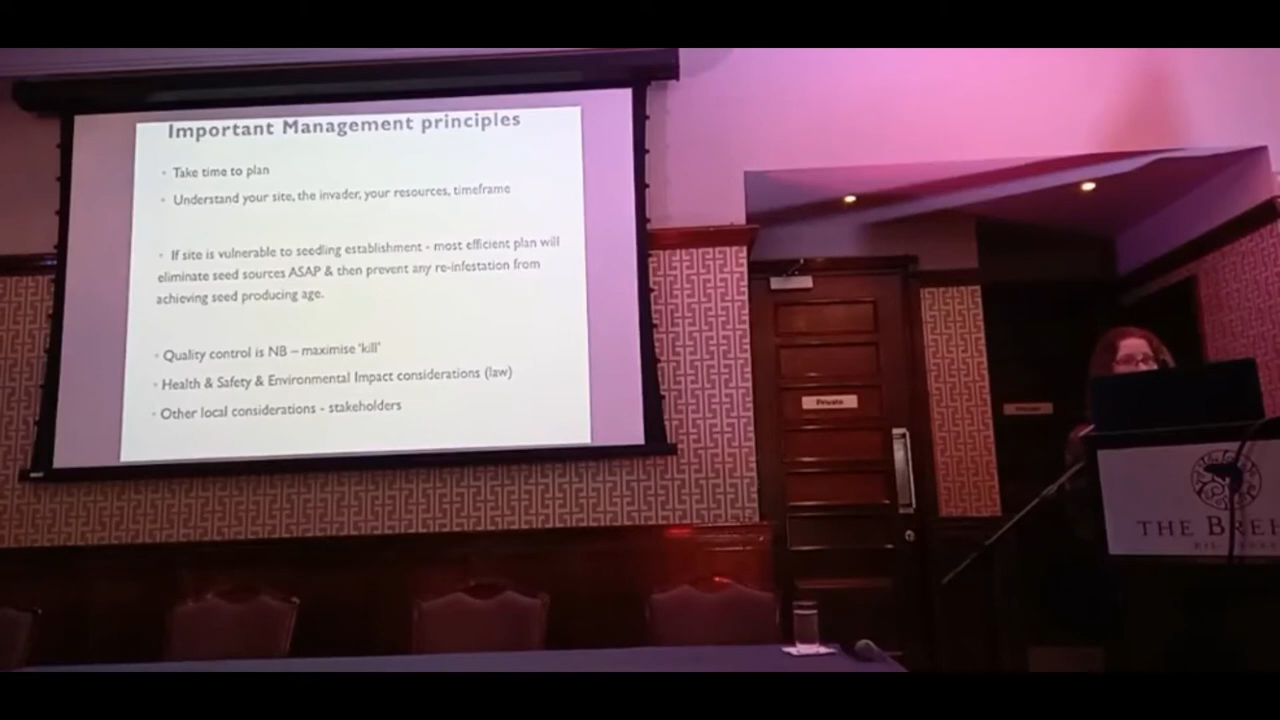 Important Management principles
• Take time to plan
• Understand your site, the invader, your resources, timeframe
• If site is vulnerable to seedling establishment - most efficient plan will
eliminate seed sources ASAP & then prevent any re-infestation from
achieving seed producing age.
• Quality control is NB – maximise 'kill'
• Health & Safety & Environmental Impact considerations (law)
• Other local considerations - stakeholders
Private
THE BRE